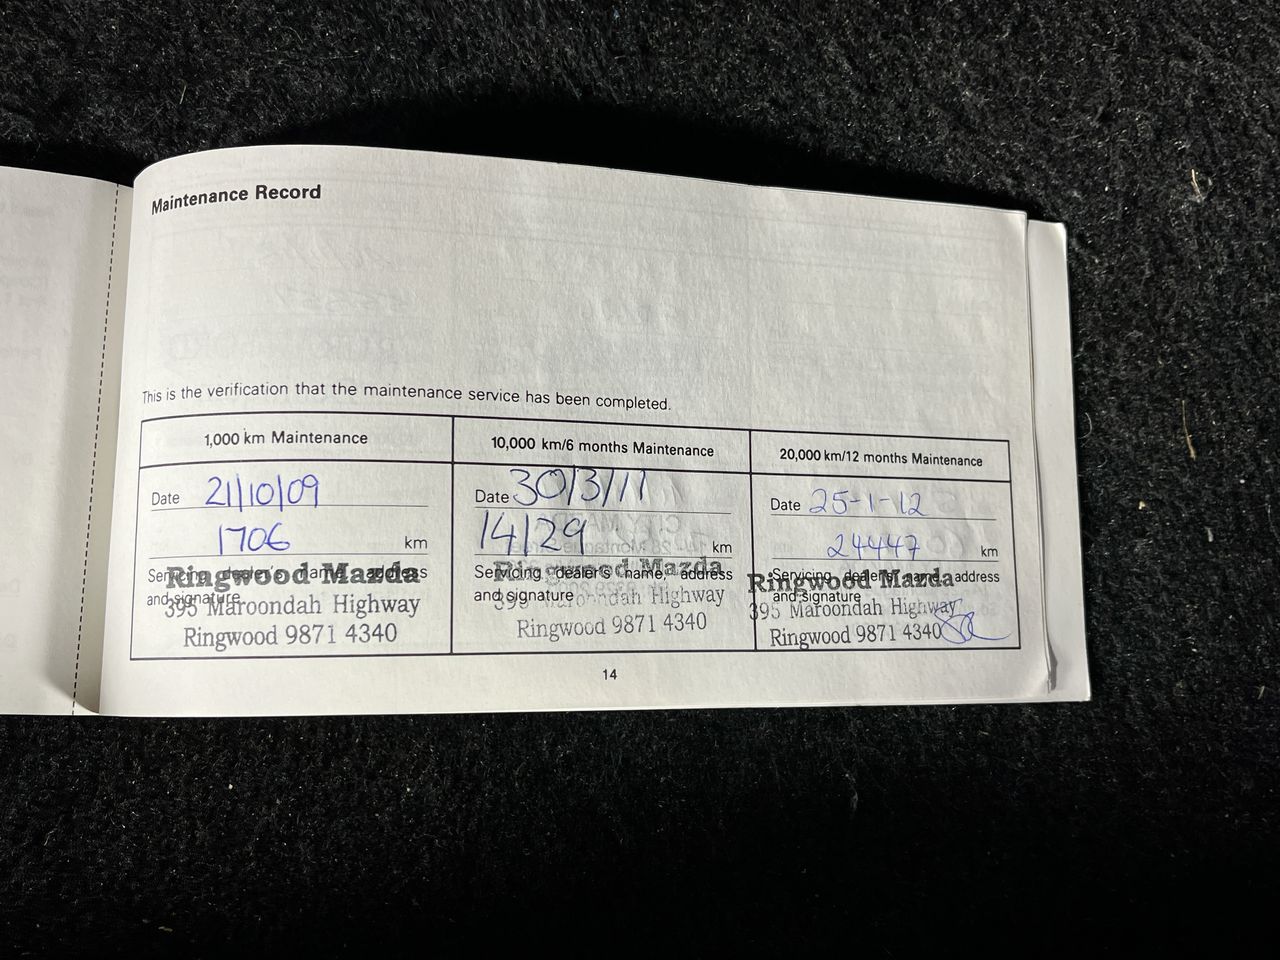 Maintenance Record
This is the verification that the maintenance service has been completed.
1,000 km Maintenance
Date 21/10/09
1706 km
Servicing dealer's name, address
and signature
Ringwood Mazda
395 Maroondah Highway
Ringwood 9871 4340
10,000 km/6 months Maintenance
Date 30/3/11
14129 km
Servicing dealer's name, address
and signature
Ringwood Mazda
395 Maroondah Highway
Ringwood 9871 4340
20,000 km/12 months Maintenance
Date 25-1-12
24447 km
Servicing dealer's name, address
and signature
Ringwood Mazda
395 Maroondah Highway
Ringwood 9871 4340
14